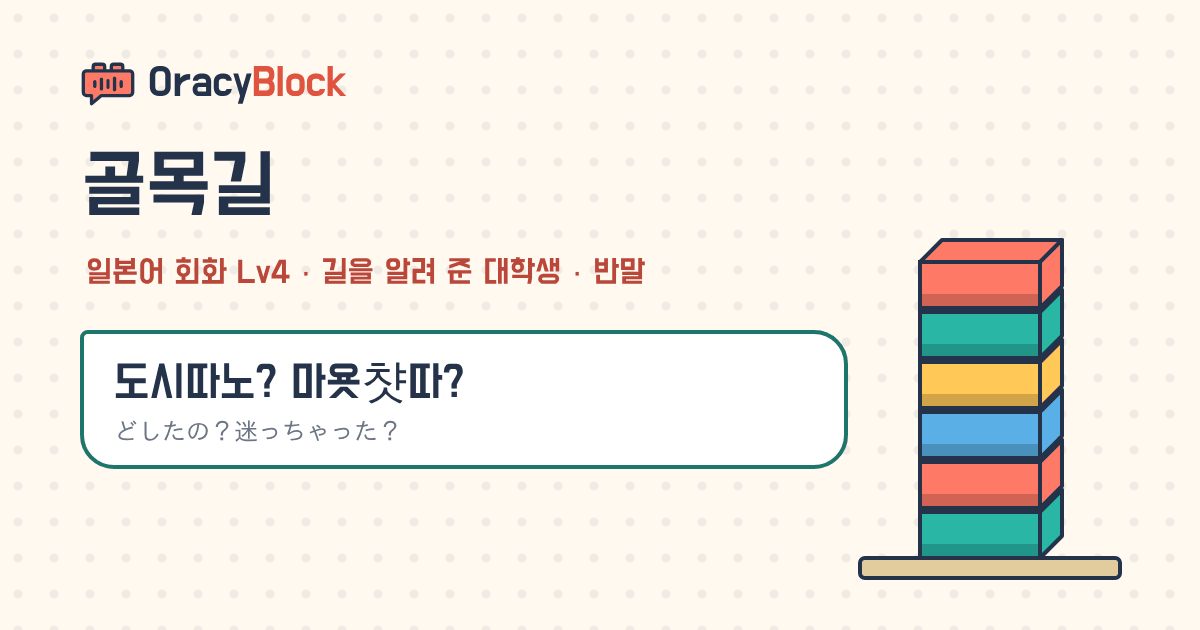 OracyBlock
골목길
일본어 회화 Lv4 · 길을 알려 준 대학생 · 반말
도시따노? 마욧챳따?
どしたの？迷っちゃった？